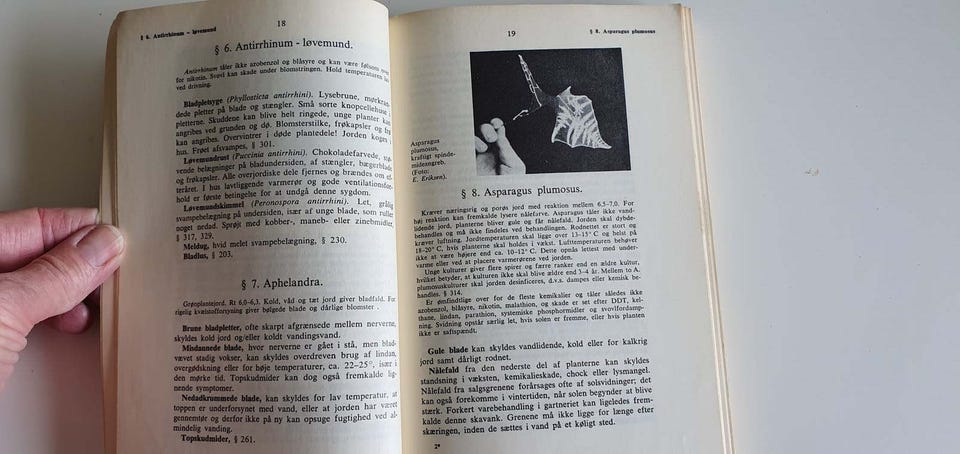 § 6. Antirrhinum - løvemund
18
§ 6. Antirrhinum - løvemund.
Antirrhinum tåler ikke azobenzol og blåsyre og kan være følsom
for nikotin. Svovl kan skade under blomstringen. Hold temperaturen
ved drivning.
Bladpletsyge (Phyllosticta antirrhini). Lysebrune, mørkran-
dede pletter på blade og stængler. Små sorte knopcellehuse i
pletterne. Skuddene kan blive helt ringede, unge planter kan
angribes ved grunden og dø. Blomsterstilke, frøkapsler og frø
kan angribes. Overvintrer i døde plantedele! Jorden koges i
hus. Frøet afsvampes, § 301.
Løvemundrust (Puccinia antirrhini). Chokoladefarvede,
vende belægninger på bladundersiden, af stængler, bægerblade
og frøkapsler. Alle overjordiske dele fjernes og brændes om ef-
teråret. I hus lavtliggende varmerør og gode ventilationsfor-
hold er første betingelse for at undgå denne sygdom.
Løvemundskimmel (Peronospora antirrhini). Let, grålig
svampebelægning på undersiden, især af unge blade, som ruller
noget nedad. Sprøjt med kobber-, maneb- eller zinebmidler,
§ 317, 329.
Meldug, hvid melet svampebelægning, § 230.
Bladlus, § 203.
§ 7. Aphelandra.
Grønplantejord. Rt 6,0-6,3. Kold, våd og tæt jord giver bladfald. For
rigelig kvælstofforsyning giver bølgede blade og dårlige blomster.
Brune bladpletter, ofte skarpt afgrænsede mellem nerverne,
skyldes kold jord og/eller koldt vandingsvand.
Misdannede blade, hvor nerverne er gået i stå, men blad-
vævet stadig vokser, kan skyldes overdreven brug af lindan,
overgødskning eller for høje temperaturer, ca. 22–25°, især i
den mørke tid. Topskudmider kan dog også fremkalde lig-
nende symptomer.
Nedadkrummede blade, kan skyldes for lav temperatur, at
toppen er underforsynet med vand, eller at jorden har været
gennemtør og derfor ikke på ny kan opsuge fugtighed ved al-
mindelig vanding.
Topskudmider, § 261.
19
§ 8. Asparagus plumosus
Asparagus
plumosus,
kraftigt spinde-
mideangreb.
(Foto:
E. Eriksen).
§ 8. Asparagus plumosus.
Kræver næringsrig og porøs jord med reaktion mellem 6,5-7,0. For
høj reaktion kan fremkalde lysere nålefarve. Asparagus tåler ikke vand-
lidende jord, planterne bliver gule og får nålefald. Jorden skal dybde-
behandles og må ikke findeles ved behandlingen. Rodnettet er stort og
kræver luftning. Jordtemperaturen skal ligge over 13–15° C og helst på
18–20° C, hvis planterne skal holdes i vækst. Lufttemperaturen behøver
ikke at være højere end ca. 10–12° C. Dette opnås lettest med under-
varme eller ved at placere varmerørene ved jorden.
Unge kulturer giver flere spirer og færre ranker end en ældre kultur,
hvilket betyder, at kulturen ikke skal blive ældre end 3–4 år. Mellem to A.
plumosuskulturer skal jorden desinficeres, d.v.s. dampes eller kemisk be-
handles. § 314.
Er ømfindtlige over for de fleste kemikalier og tåler således ikke
azobenzol, blåsyre, nikotin, malathion, og skade er set efter DDT, kel-
thane, lindan, parathion, systemiske phosphormidler og svovlfordamp-
ning. Svidning opstår særlig let, hvis solen er fremme, eller hvis planten
ikke er saftspændt.
Gule blade kan skyldes vandlidende, kold eller for kalkrig
jord samt dårligt rodnet.
Nålefald fra den nederste del af planterne kan skyldes
standsning i væksten, kemikalieskade, chock eller lysmangel.
Nålefald fra salgsgrenene forårsages ofte af solsvidninger; det
kan også forekomme i vintertiden, når solen begynder at blive
stærk. Forkert varebehandling i gartneriet kan ligeledes frem-
kalde denne skavank. Grenene må ikke ligge for længe efter
skæringen, inden de sættes i vand på et køligt sted.
2*